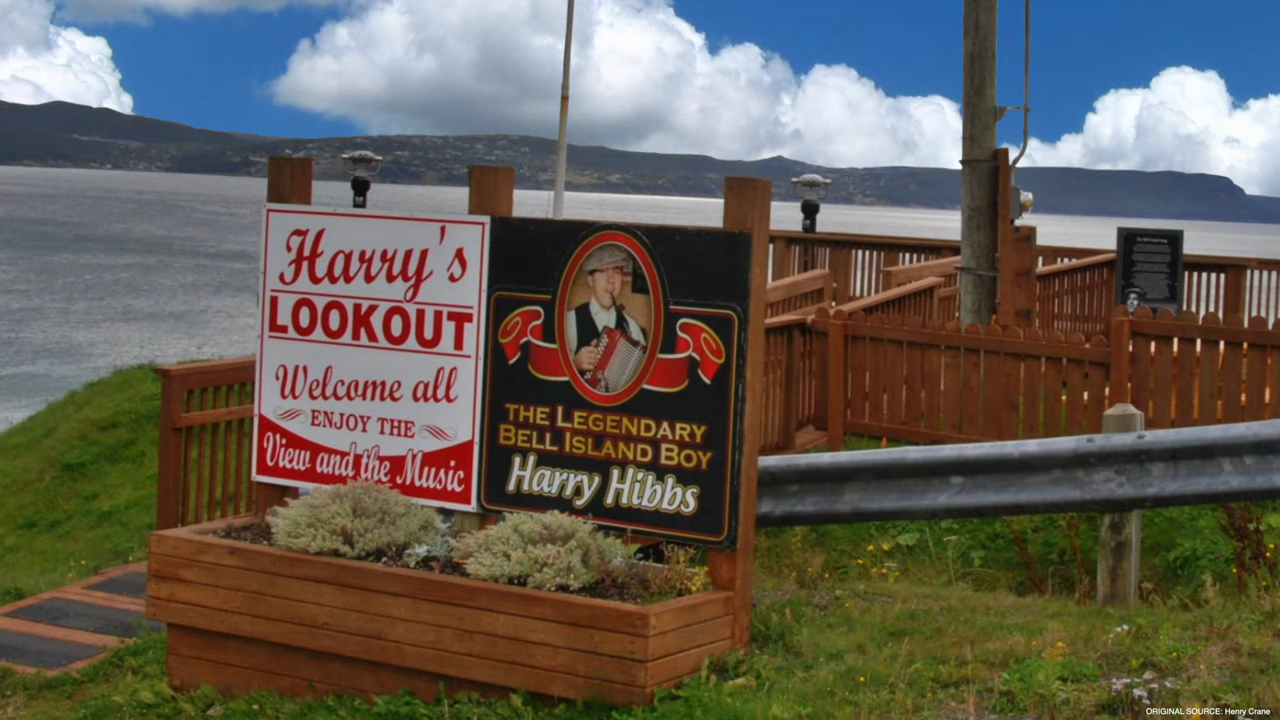 Harry's
LOOKOUT
Welcome all
ENJOY THE
View and the Music
THE LEGENDARY
BELL ISLAND BOY
Harry Hibbs
ORIGINAL SOURCE: Henry Crane